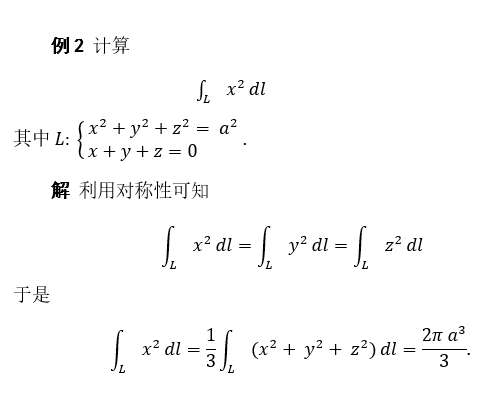 例 2 计算
∫_L x² dl
其中 L: { x² + y² + z² = a²
x + y + z = 0 .
解 利用对称性可知
∫_L x² dl = ∫_L y² dl = ∫_L z² dl
于是
∫_L x² dl = 1/3 ∫_L (x² + y² + z²) dl = 2π a³/3.